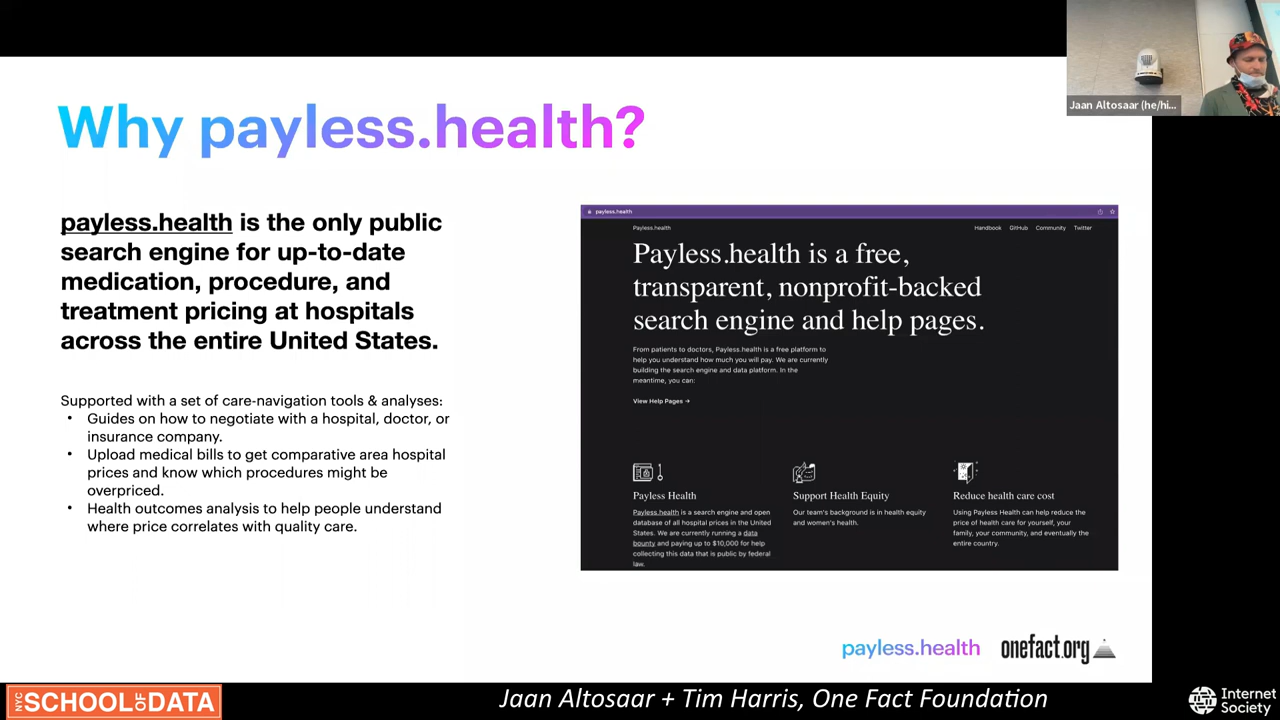 Why payless.health?
Jaan Altosaar (he/hi...
payless.health is the only public
search engine for up-to-date
medication, procedure, and
treatment pricing at hospitals
across the entire United States.
Supported with a set of care-navigation tools & analyses:
• Guides on how to negotiate with a hospital, doctor, or
insurance company.
• Upload medical bills to get comparative area hospital
prices and know which procedures might be
overpriced.
• Health outcomes analysis to help people understand
where price correlates with quality care.
payless.health
Payless.health
Handbook GitHub Community Twitter
Payless.health is a free,
transparent, nonprofit-backed
search engine and help pages.
From patients to doctors, Payless.health is a free platform to
help you understand how much you will pay. We are currently
building the search engine and data platform. In the
meantime, you can:
View Help Pages →
Payless Health
Payless.health is a search engine and open
database of all hospital prices in the United
States. We are currently running a data
bounty and paying up to $10,000 for help
collecting this data that is public by federal
law.
Support Health Equity
Our team's background is in health equity
and women's health.
Reduce health care cost
Using Payless Health can help reduce the
price of health care for yourself, your
family, your community, and eventually the
entire country.
payless.health onefact.org
NYC SCHOOL OF DATA
Jaan Altosaar + Tim Harris, One Fact Foundation
Internet
Society